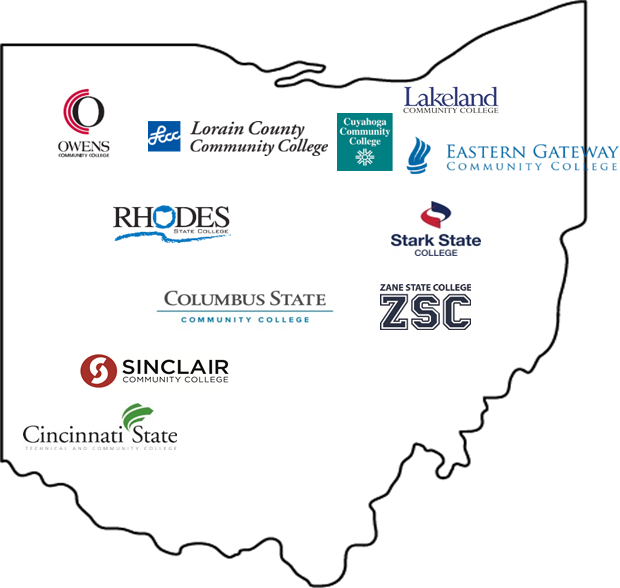 Lakeland
COMMUNITY COLLEGE
OWENS
COMMUNITY COLLEGE
lccc
Lorain County
Community College
Cuyahoga
Community
College
EASTERN GATEWAY
COMMUNITY COLLEGE
RHODES
STATE COLLEGE
Stark State
COLLEGE
COLUMBUS STATE
COMMUNITY COLLEGE
ZANE STATE COLLEGE
ZSC
SINCLAIR
COMMUNITY COLLEGE
Cincinnati State
TECHNICAL AND COMMUNITY COLLEGE